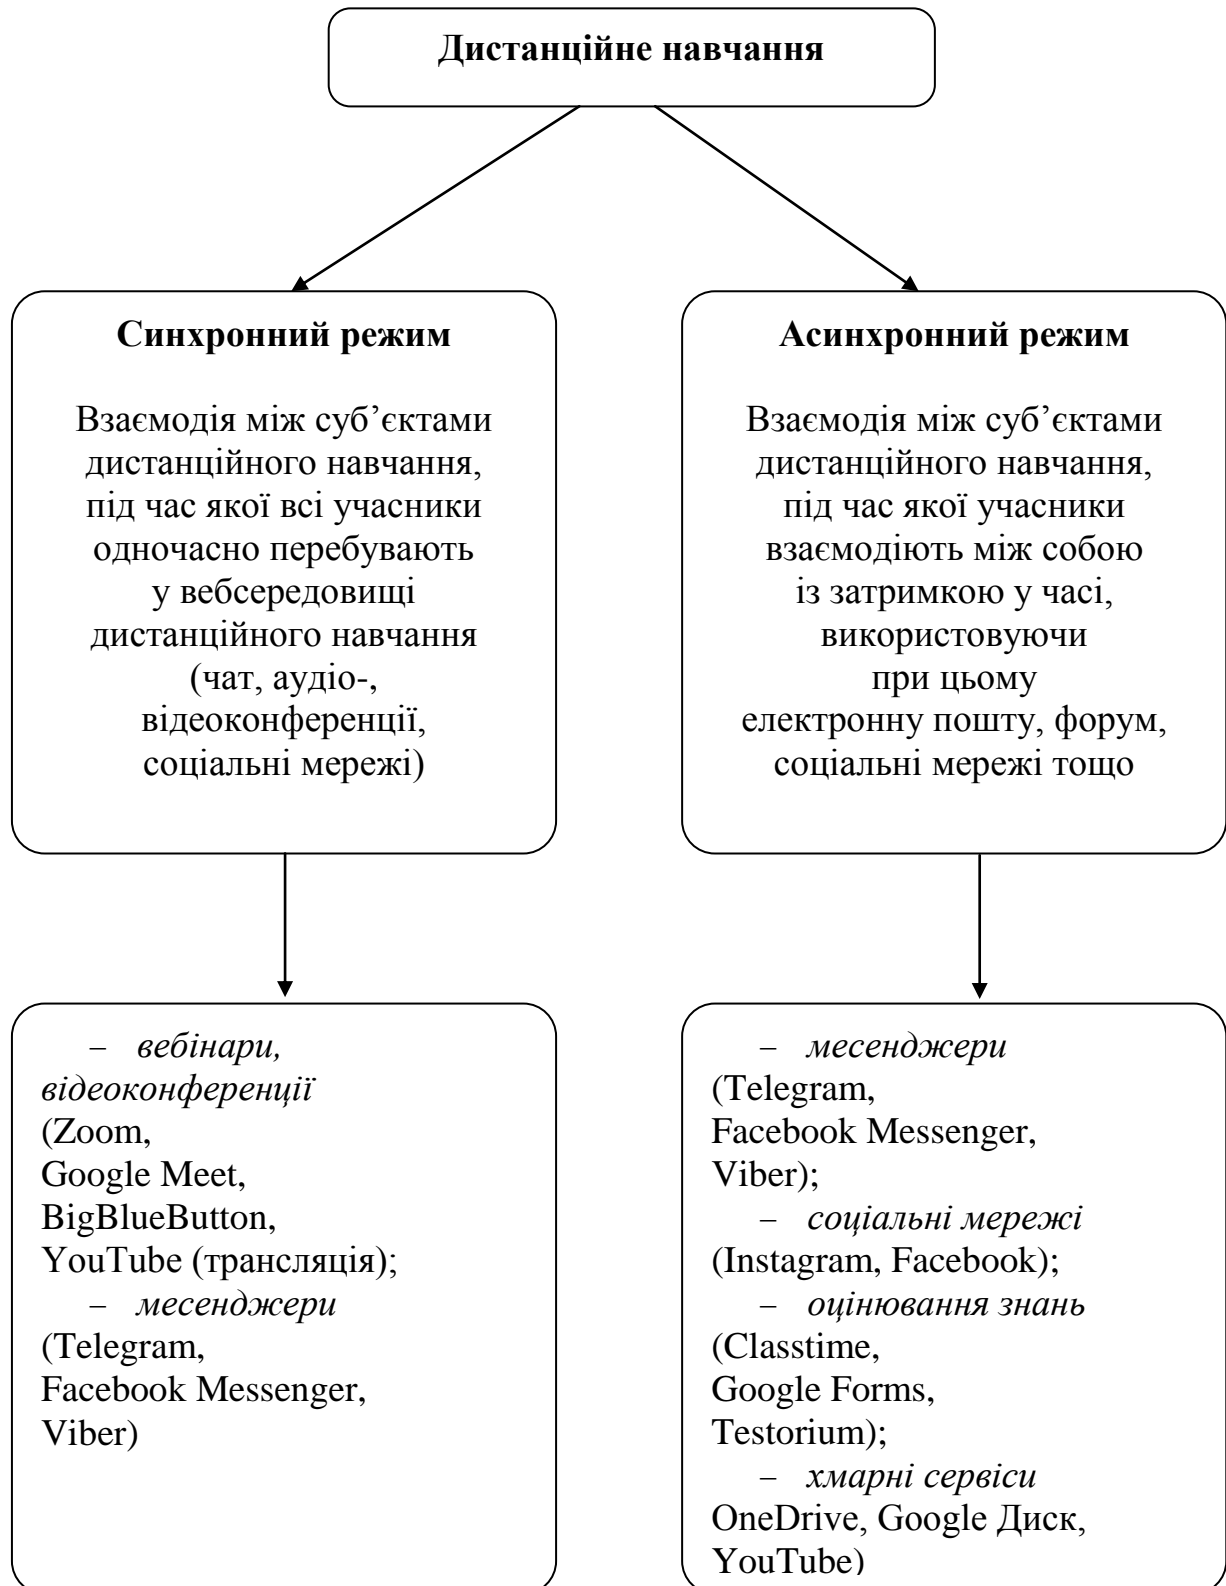 Дистанційне навчання
Синхронний режим
Взаємодія між суб’єктами
дистанційного навчання,
під час якої всі учасники
одночасно перебувають
у вебсередовищі
дистанційного навчання
(чат, аудіо-,
відеоконференції,
соціальні мережі)
Асинхронний режим
Взаємодія між суб’єктами
дистанційного навчання,
під час якої учасники
взаємодіють між собою
із затримкою у часі,
використовуючи
при цьому
електронну пошту, форум,
соціальні мережі тощо
– вебінари,
відеоконференції
(Zoom,
Google Meet,
BigBlueButton,
YouTube (трансляція);
– месенджери
(Telegram,
Facebook Messenger,
Viber)
– месенджери
(Telegram,
Facebook Messenger,
Viber);
– соціальні мережі
(Instagram, Facebook);
– оцінювання знань
(Classtime,
Google Forms,
Testorium);
– хмарні сервіси
OneDrive, Google Диск,
YouTube)